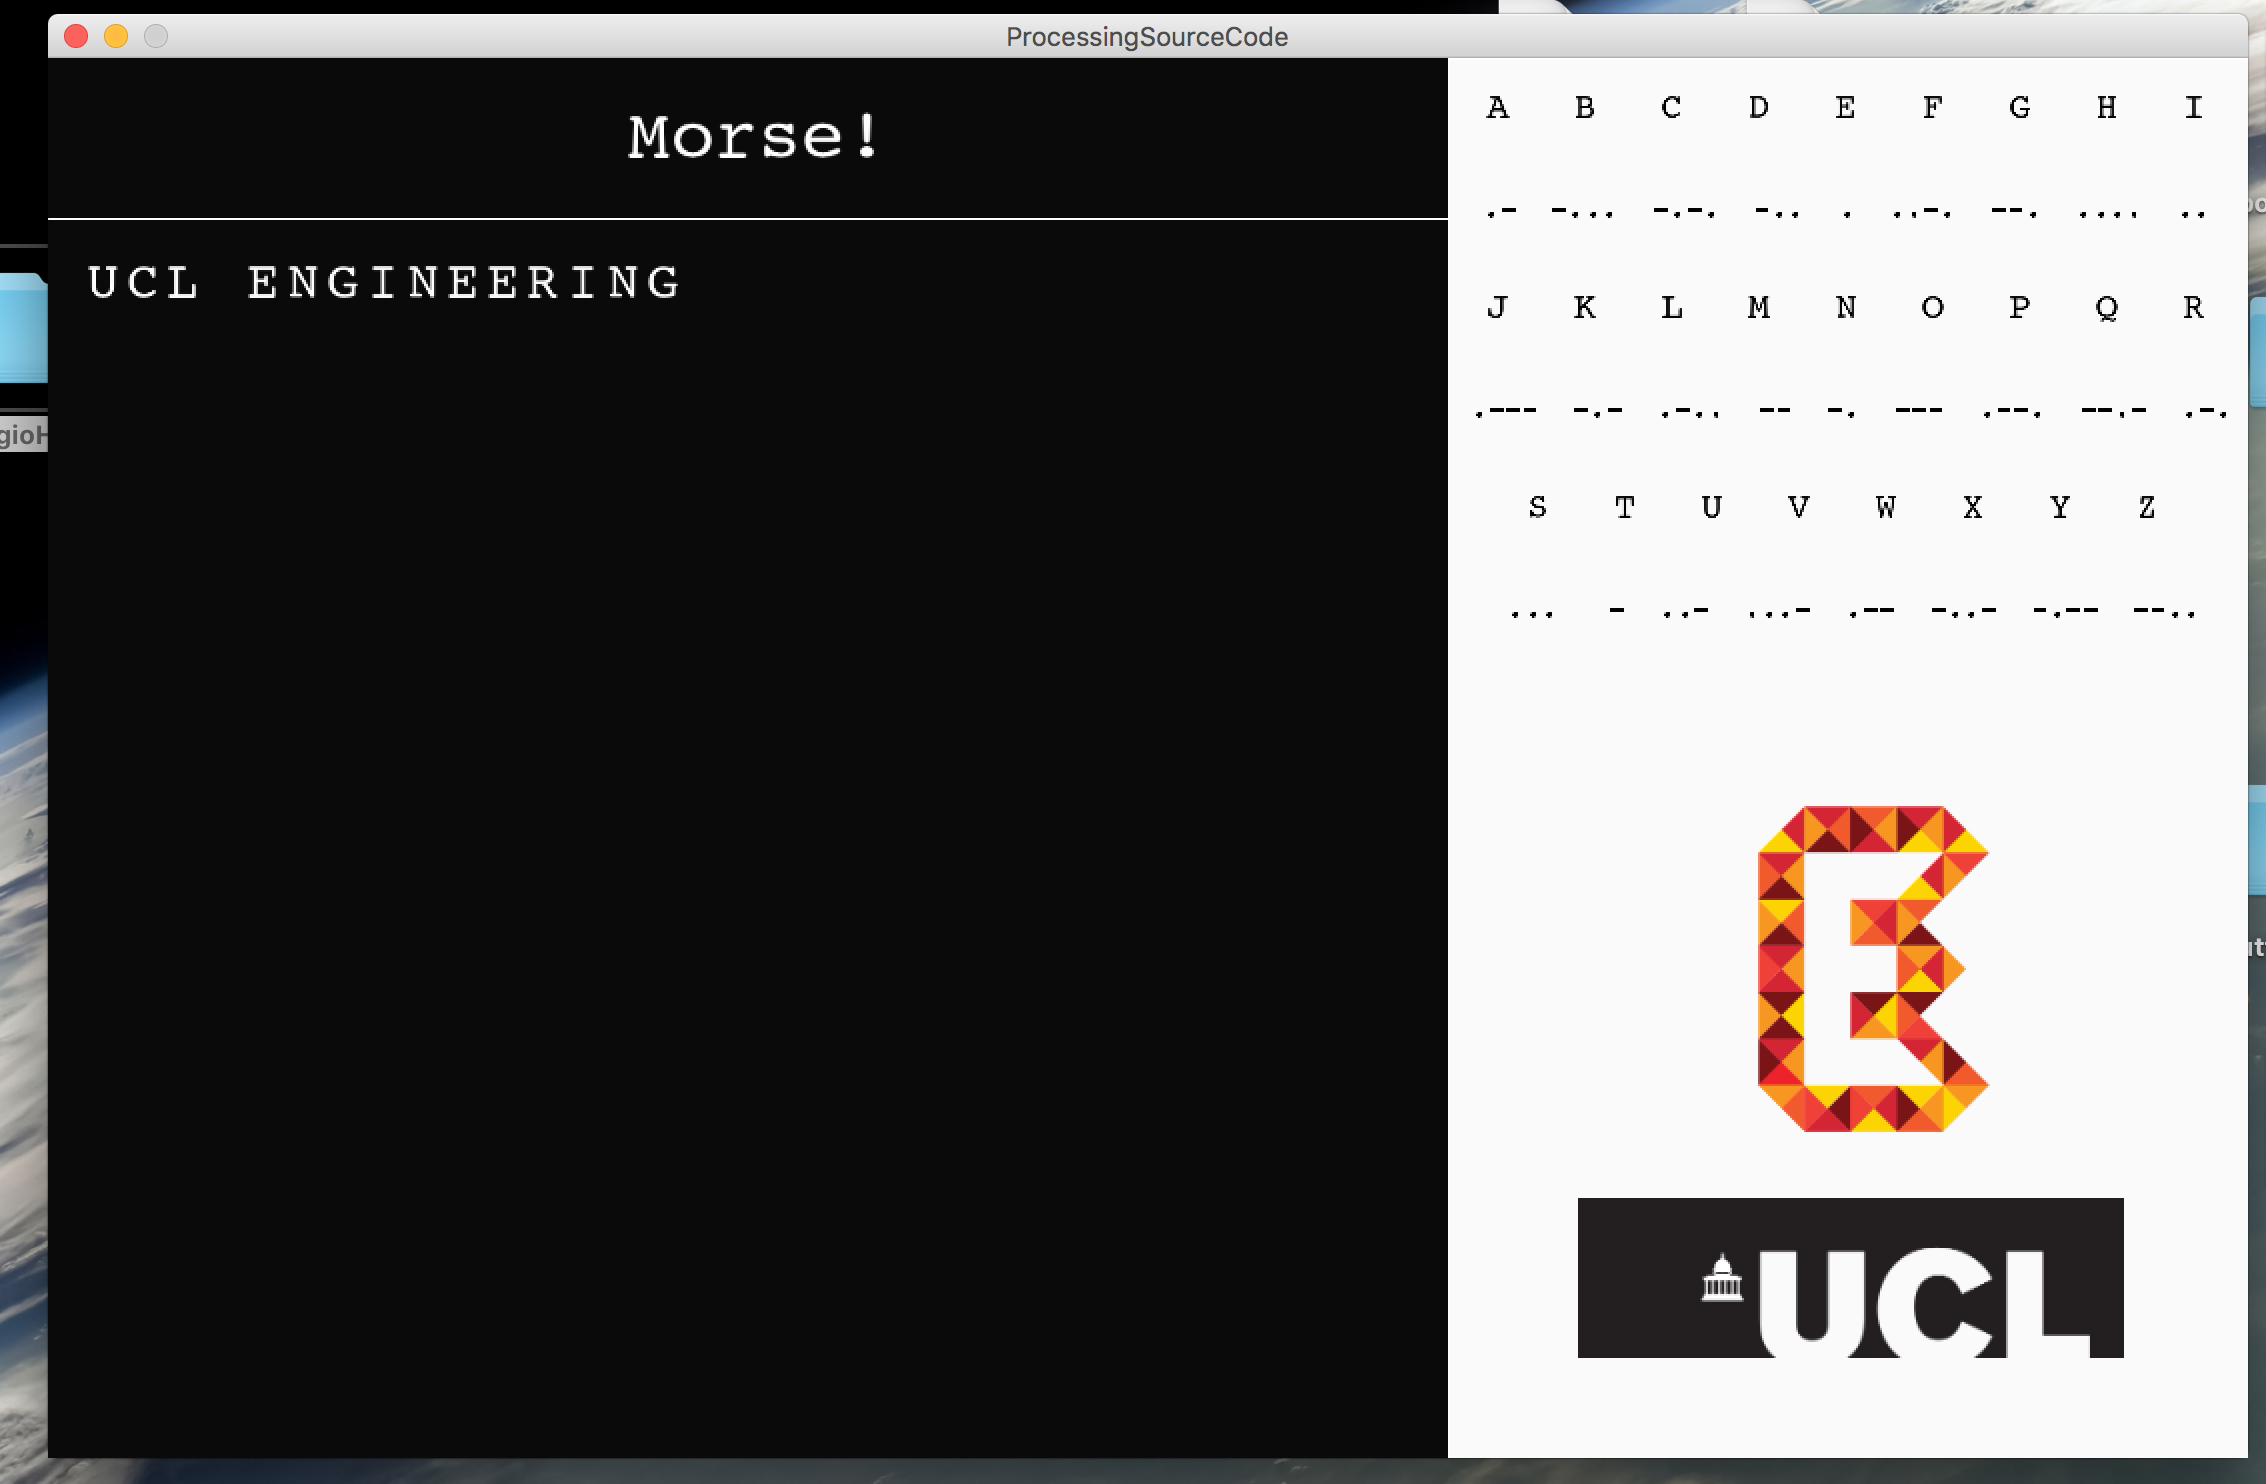 ProcessingSourceCode
Morse!
UCL ENGINEERING
A B C D E F G H I
.- -... -.-. -.. . ..-. --. .... ..
J K L M N O P Q R
.--- -.- .-.. -- -. --- .--. --.- .-.
S T U V W X Y Z
... - ..- ...- .-- -..- -.-- --..
E
UCL
gioH